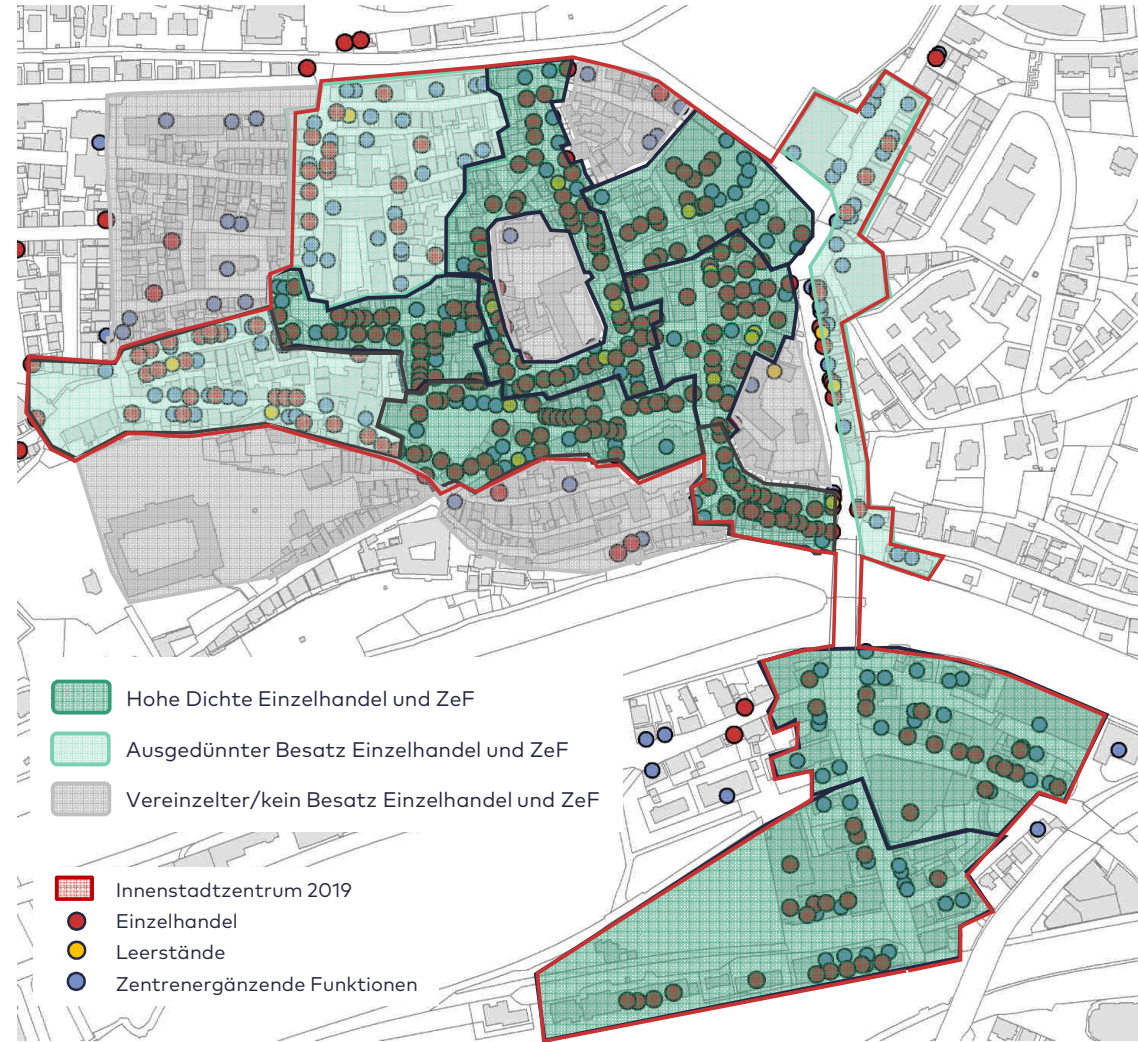 Hohe Dichte Einzelhandel und ZeF
Ausgedünnter Besatz Einzelhandel und ZeF
Vereinzelter/kein Besatz Einzelhandel und ZeF
Innenstadtzentrum 2019
Einzelhandel
Leerstände
Zentrenergänzende Funktionen